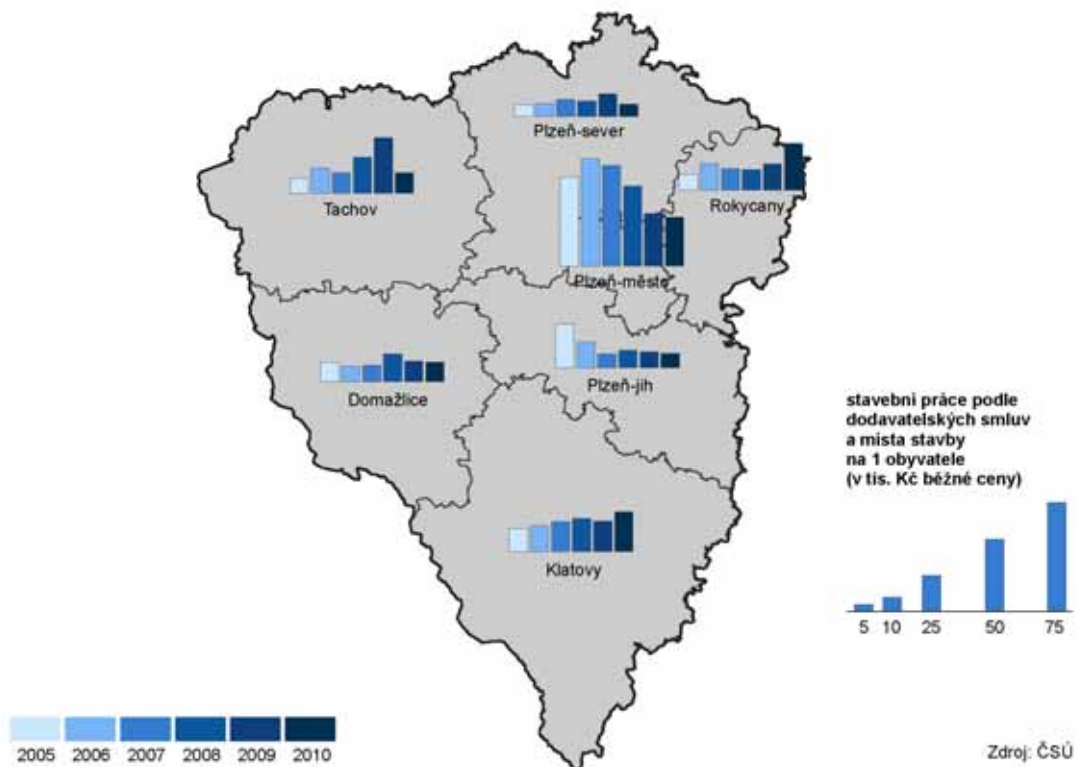 Plzeň-sever
Tachov
Rokycany
Plzeň-město
Domažlice
Plzeň-jih
Klatovy
stavební práce podle
dodavatelských smluv
a místa stavby
na 1 obyvatele
(v tis. Kč běžné ceny)
5 10 25 50 75
2005 2006 2007 2008 2009 2010
Zdroj: ČSÚ